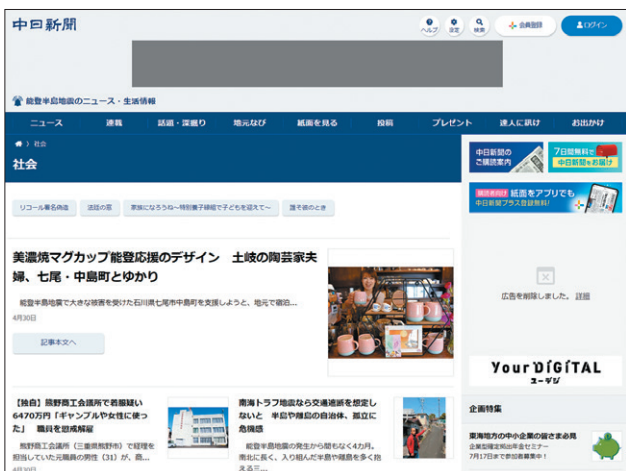 中日新聞
ヘルプ
設定
検索
会員登録
ログイン
能登半島地震のニュース・生活情報
ニュース
連載
話題・深掘り
地元なび
紙面を見る
投稿
プレゼント
達人に訊け
お出かけ
社会
社会
リコール署名偽造
法廷の窓
家族になろうね〜特別養子縁組で子どもを迎えて〜
誰そ彼のとき
美濃焼マグカップ能登応援のデザイン 土岐の陶芸家夫
婦、七尾・中島町とゆかり
能登半島地震で大きな被害を受けた石川県七尾市中島町を支援しようと、地元で窯泊...
4月30日
記事本文へ
【独自】熊野商工会議所で着服疑い
6470万円「ギャンブルや女性に使っ
た」 職員を懲戒解雇
熊野商工会議所（三重県熊野市）で経理を
担当していた元職員の男性（31）が、商...
4月30日
南海トラフ地震なら交通途絶を想定し
ないと 半島や離島の自治体、孤立に
危機感
能登半島地震の発生から間もなく4カ月。
南北に長く、入り組んだ半島や離島を多く抱
える三...
中日新聞の
ご購読案内
7日間無料で
中日新聞をお届け
購読者向け 紙面をアプリでも
中日新聞プラス登録無料!
広告を削除しました。 詳細
Your DiGiTAL
ユーデジ
企画特集
東海地方の中小企業の皆さま必見
企業型確定拠出年金セミナー
7月17日まで参加者募集中！